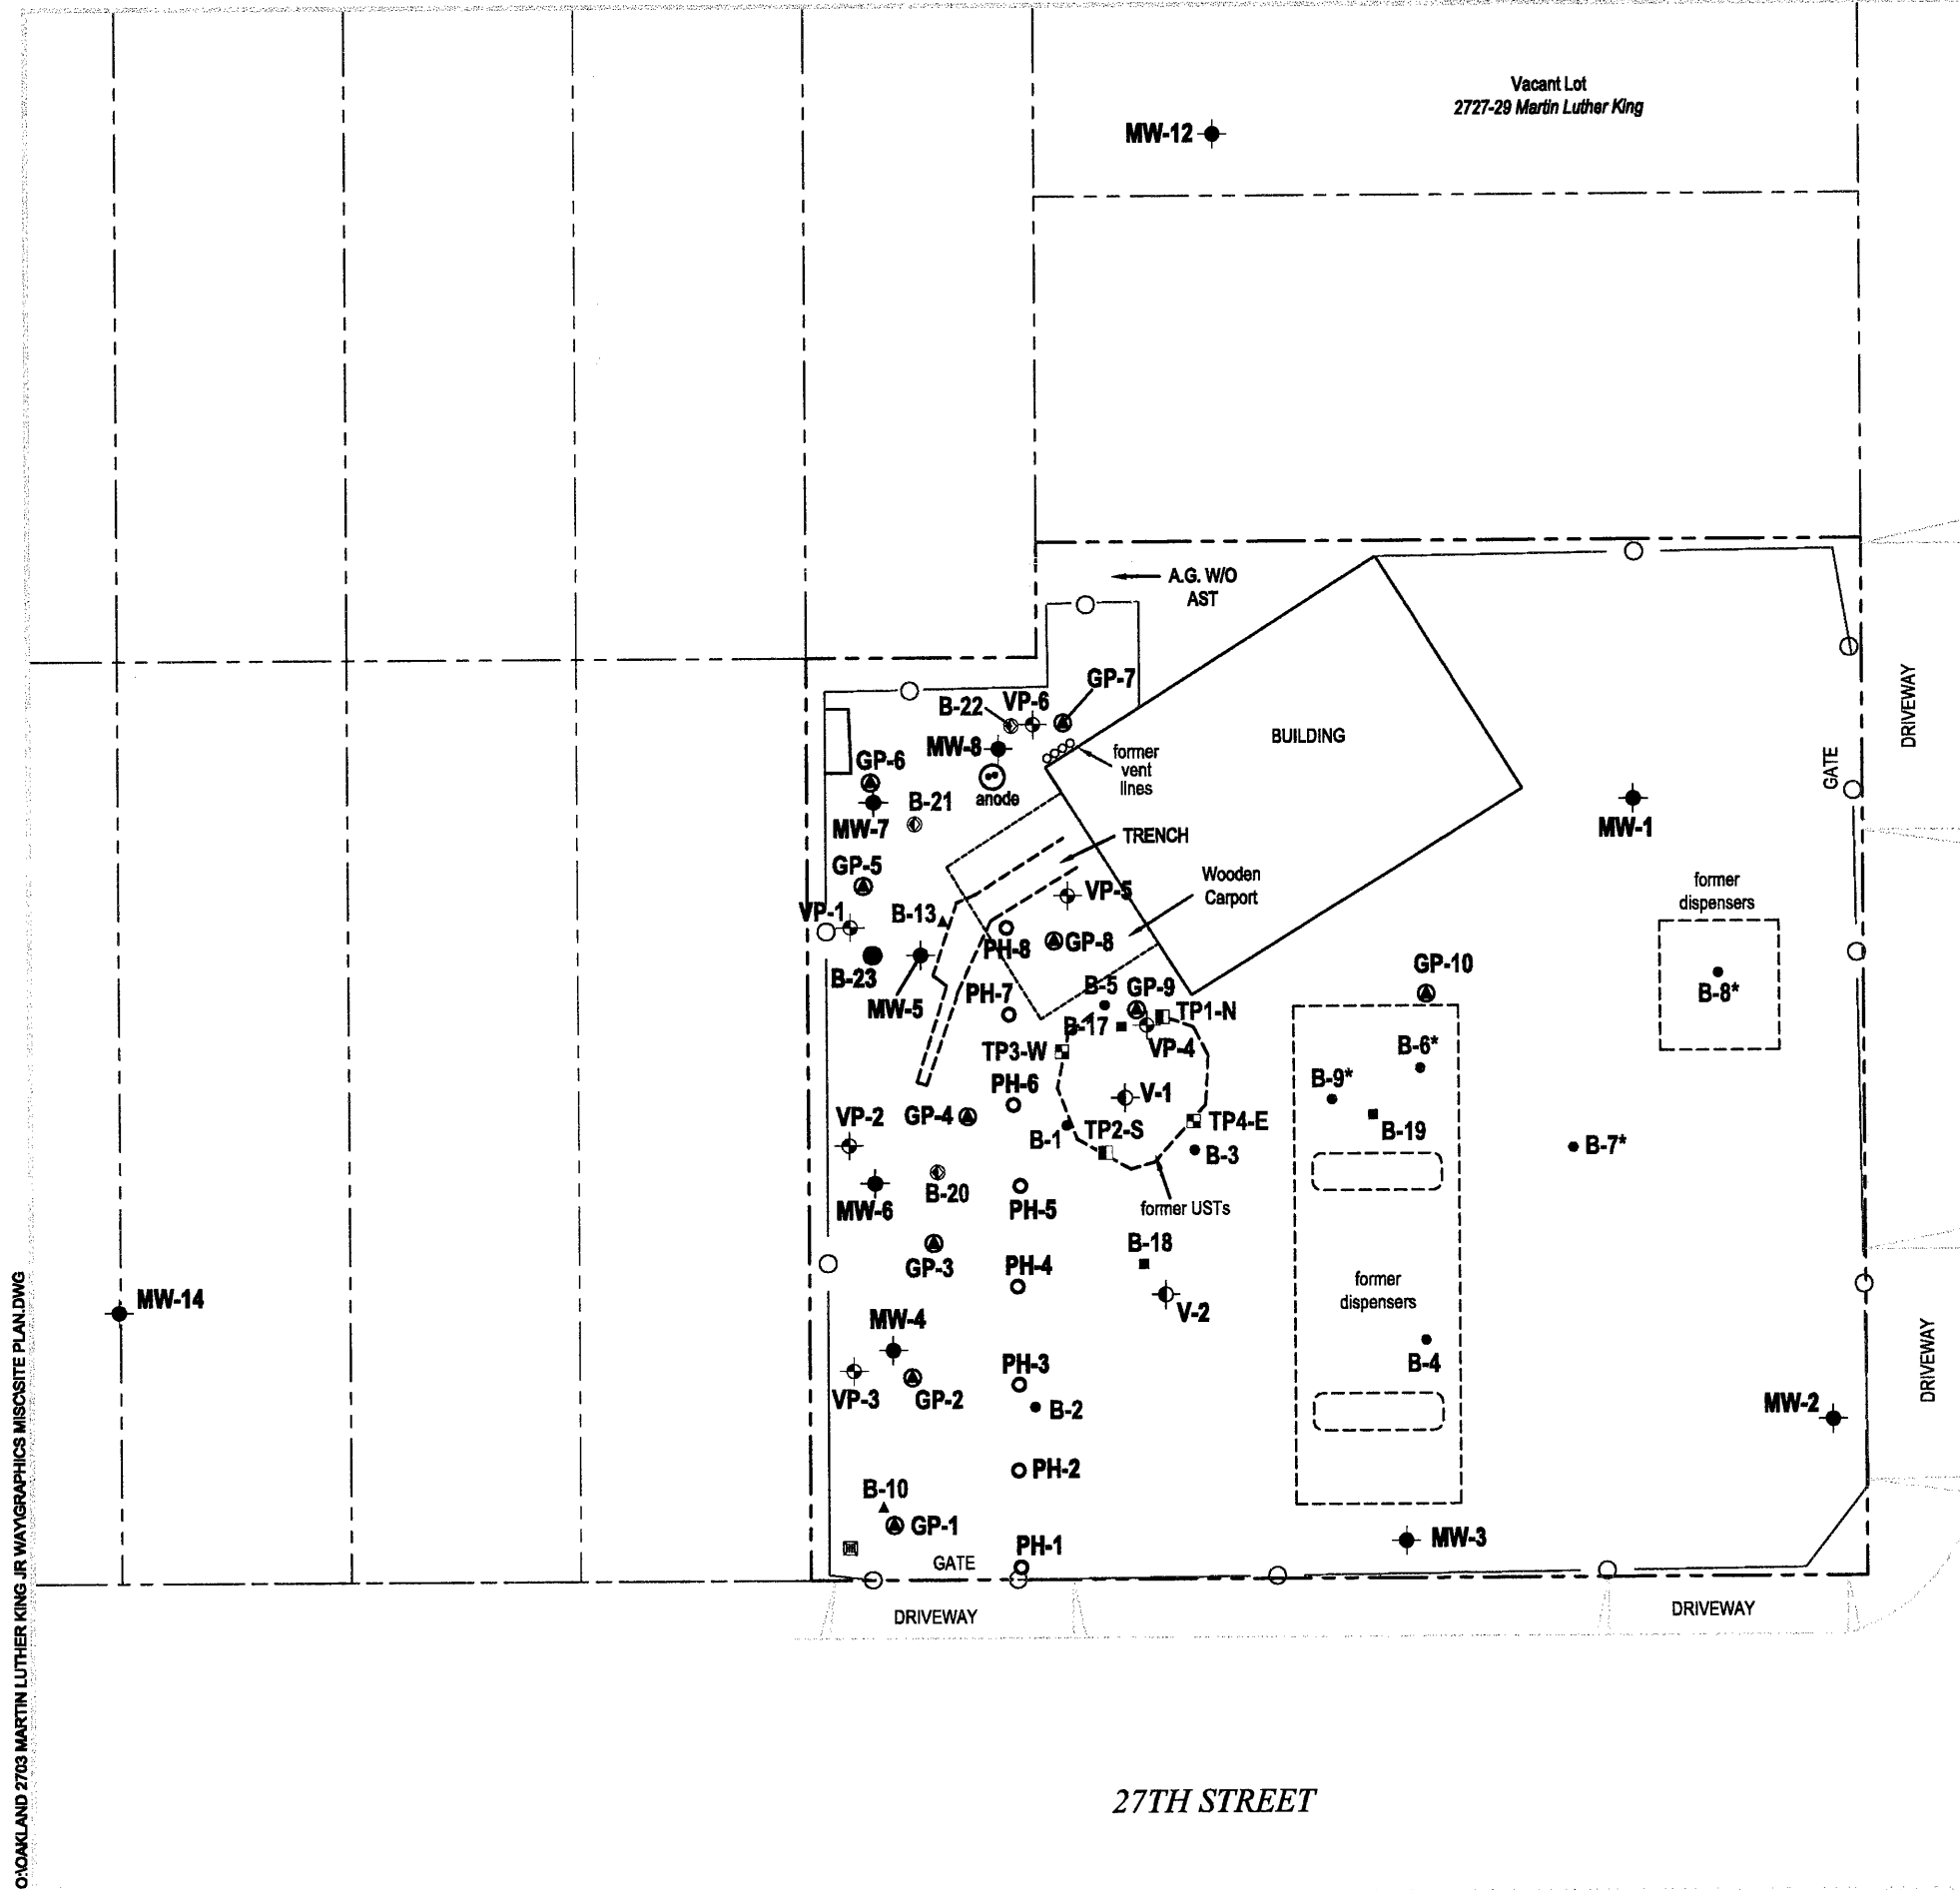 Vacant Lot
2727-29 Martin Luther King
MW-12
A.G. W/O
AST
GP-7
VP-6
B-22
MW-8
former
vent
lines
BUILDING
DRIVEWAY
GATE
GP-6
anode
B-21
MW-7
MW-1
TRENCH
GP-5
Wooden
Carport
former
dispensers
VP-5
VP-1
B-13
PH-8
GP-8
B-23
GP-10
B-5
GP-9
PH-7
MW-5
TP1-N
B-8*
B-17
VP-4
TP3-W
B-6*
PH-6
B-9*
V-1
VP-2
GP-4
TP2-S
TP4-E
B-1
B-19
B-7*
B-3
B-20
MW-6
PH-5
former USTs
B-18
GP-3
PH-4
former
dispensers
MW-14
V-2
MW-4
DRIVEWAY
PH-3
B-4
VP-3
GP-2
B-2
MW-2
PH-2
B-10
GP-1
MW-3
PH-1
GATE
DRIVEWAY
DRIVEWAY
27TH STREET
O:\OAKLAND 2703 MARTIN LUTHER KING JR WAY\GRAPHICS MISC\SITE PLAN.DWG